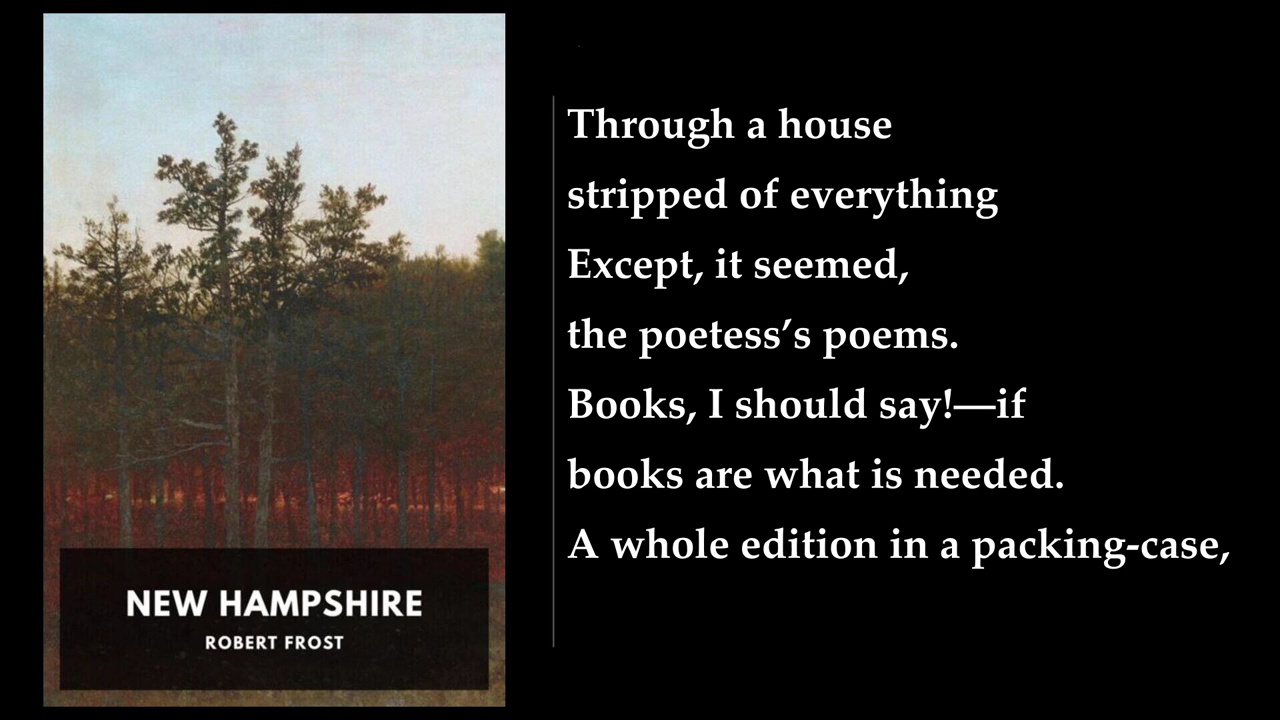 NEW HAMPSHIRE
ROBERT FROST
Through a house
stripped of everything
Except, it seemed,
the poetess’s poems.
Books, I should say!—if
books are what is needed.
A whole edition in a packing-case,